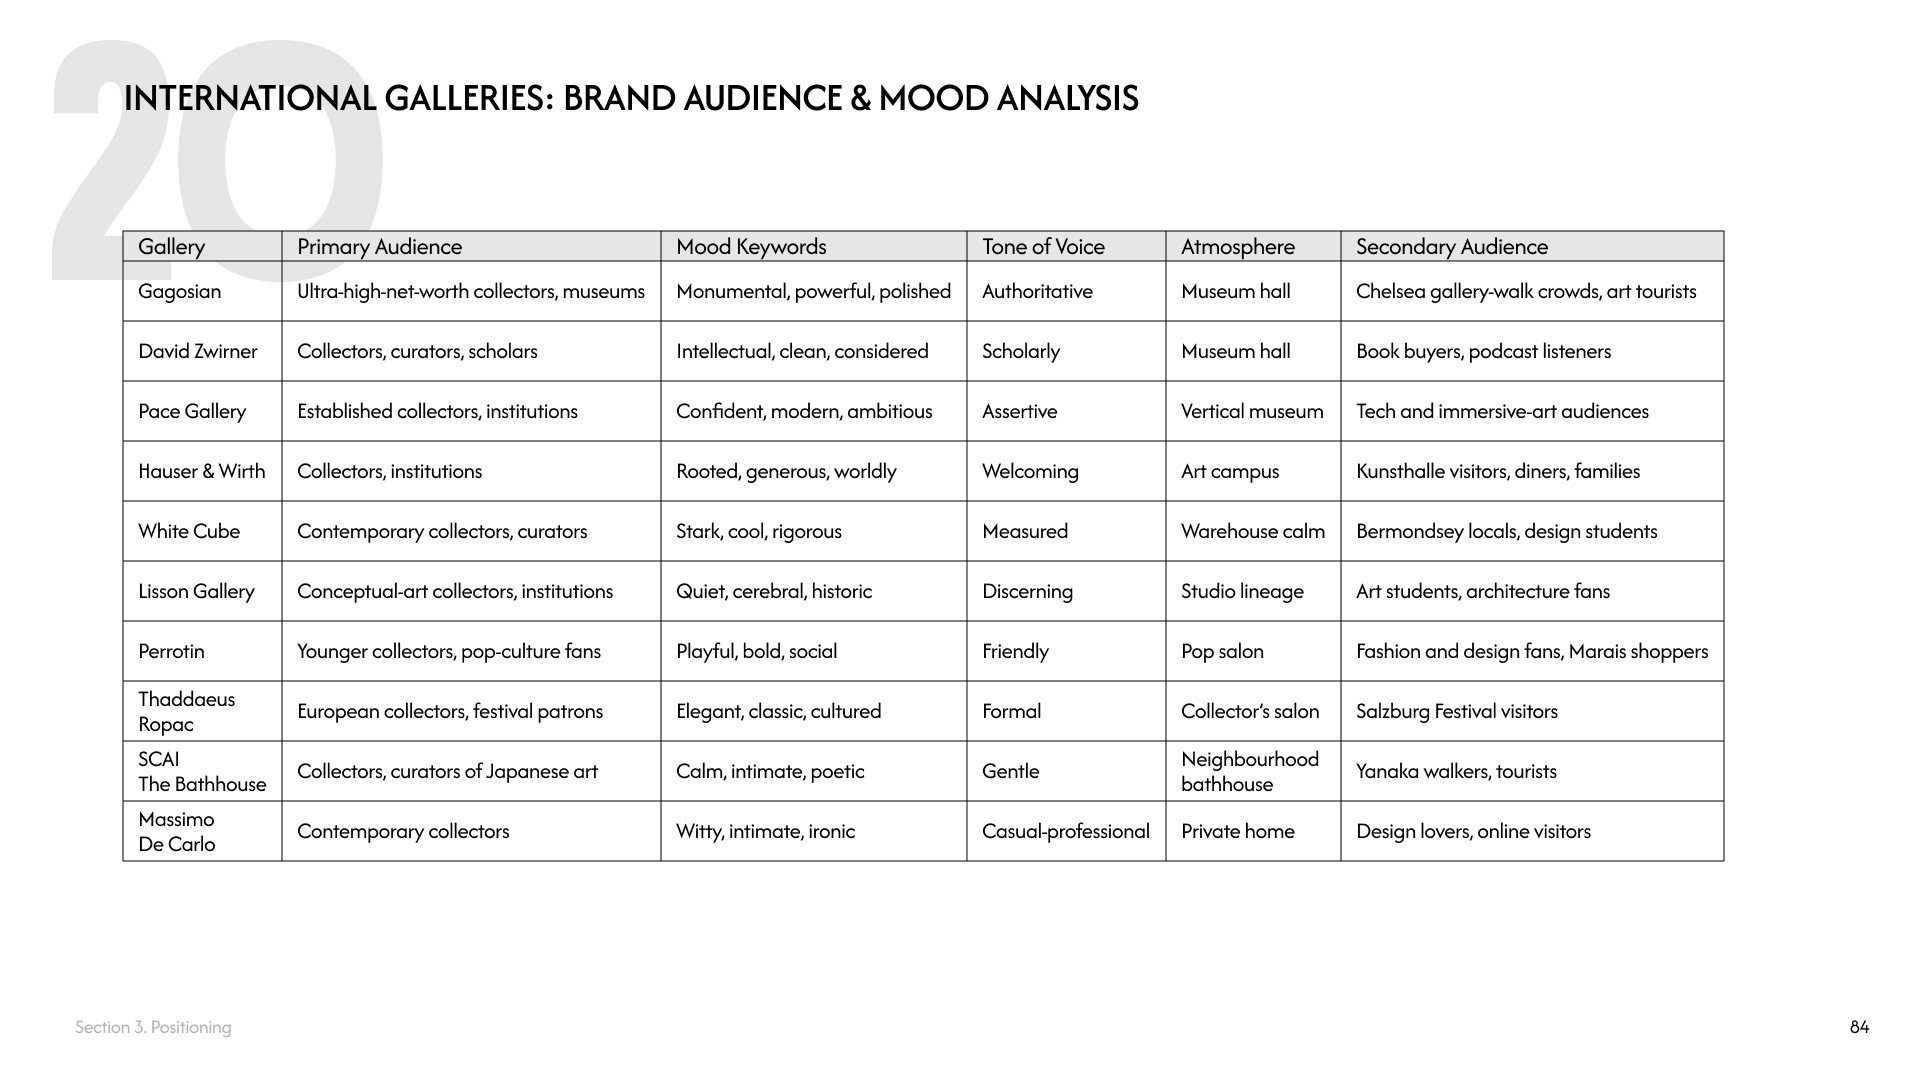 20
INTERNATIONAL GALLERIES: BRAND AUDIENCE & MOOD ANALYSIS
Gallery Primary Audience Mood Keywords Tone of Voice Atmosphere Secondary Audience
Gagosian Ultra-high-net-worth collectors, museums Monumental, powerful, polished Authoritative Museum hall Chelsea gallery-walk crowds, art tourists
David Zwirner Collectors, curators, scholars Intellectual, clean, considered Scholarly Museum hall Book buyers, podcast listeners
Pace Gallery Established collectors, institutions Confident, modern, ambitious Assertive Vertical museum Tech and immersive-art audiences
Hauser & Wirth Collectors, institutions Rooted, generous, worldly Welcoming Art campus Kunsthalle visitors, diners, families
White Cube Contemporary collectors, curators Stark, cool, rigorous Measured Warehouse calm Bermondsey locals, design students
Lisson Gallery Conceptual-art collectors, institutions Quiet, cerebral, historic Discerning Studio lineage Art students, architecture fans
Perrotin Younger collectors, pop-culture fans Playful, bold, social Friendly Pop salon Fashion and design fans, Marais shoppers
Thaddaeus
Ropac European collectors, festival patrons Elegant, classic, cultured Formal Collector's salon Salzburg Festival visitors
SCAI
The Bathhouse Collectors, curators of Japanese art Calm, intimate, poetic Gentle Neighbourhood
bathhouse Yanaka walkers, tourists
Massimo
De Carlo Contemporary collectors Witty, intimate, ironic Casual-professional Private home Design lovers, online visitors
Section 3. Positioning
84